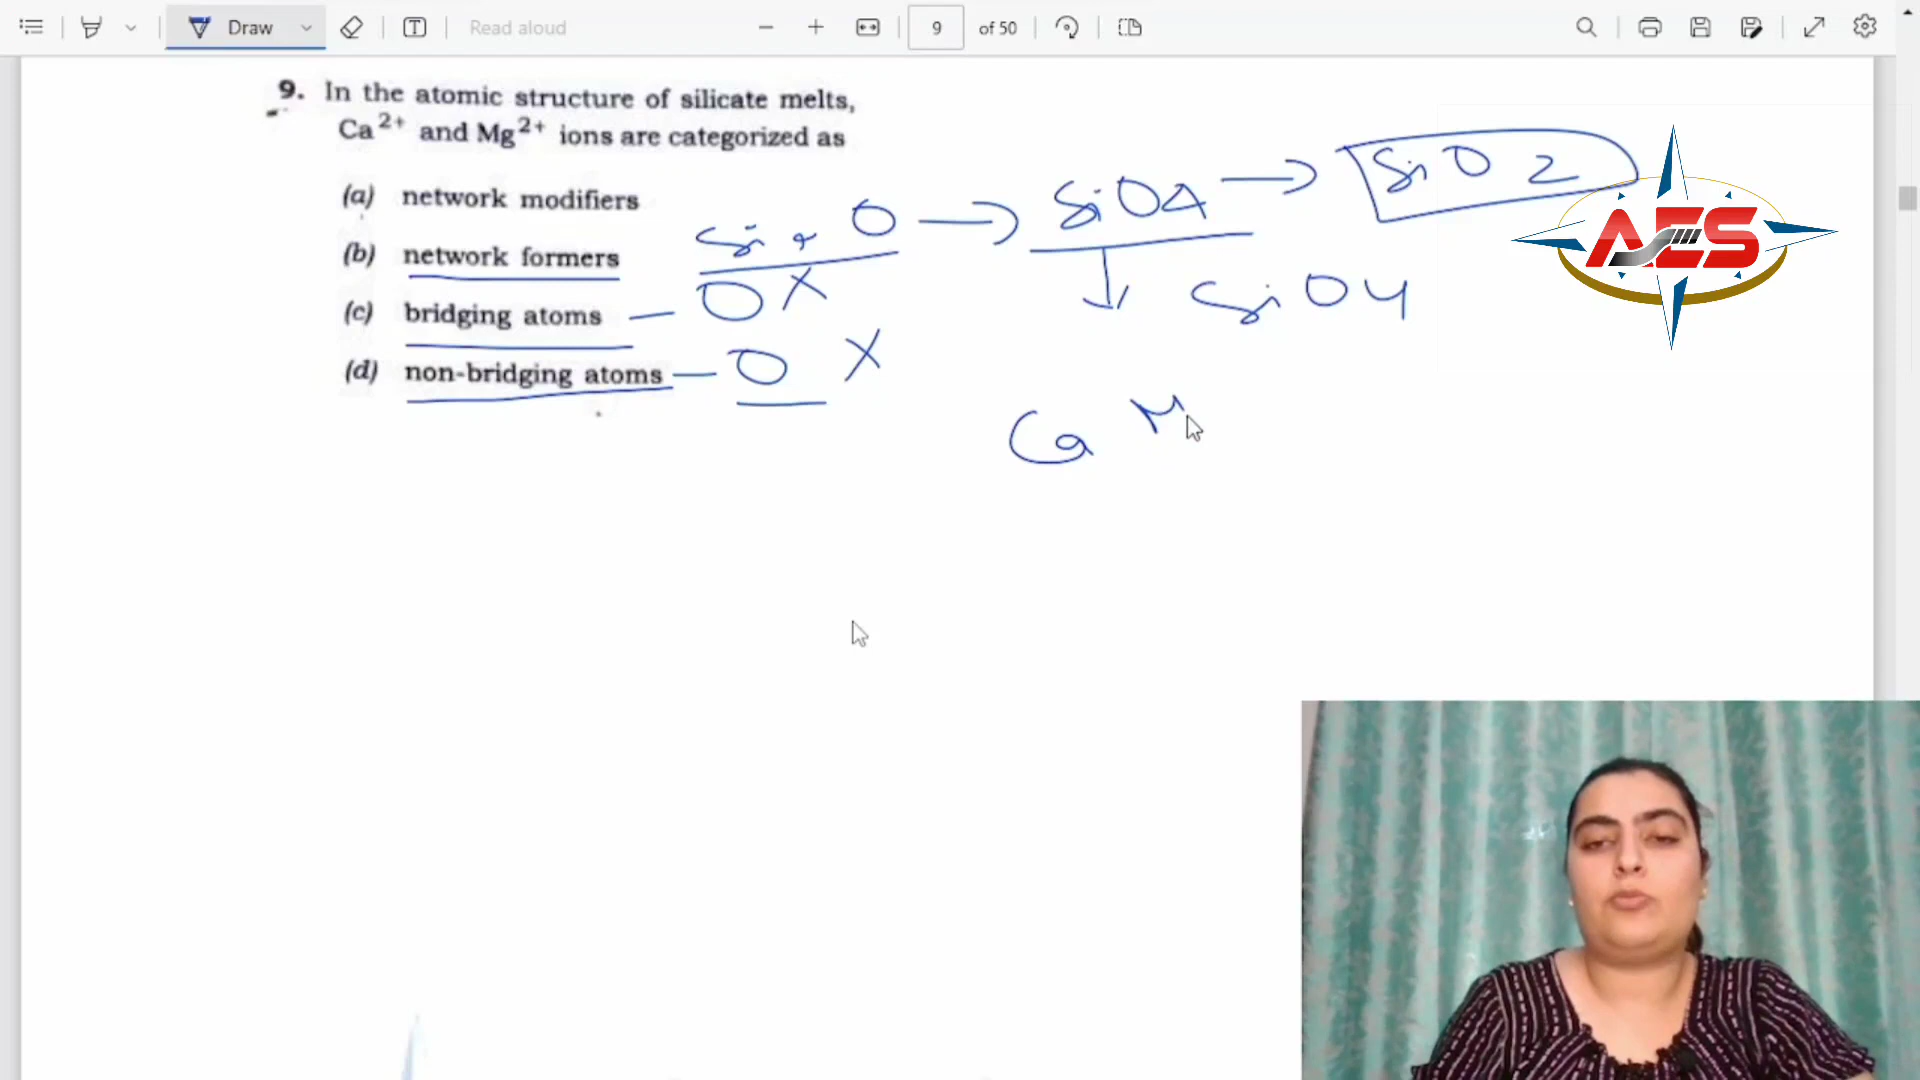 Draw
Read aloud
9 of 50
9. In the atomic structure of silicate melts,
Ca2+ and Mg2+ ions are categorized as
(a) network modifiers
(b) network formers
(c) bridging atoms
(d) non-bridging atoms
Si + O → SiO4 → SiO2
O X
SiO4
O X
Ca M
AES